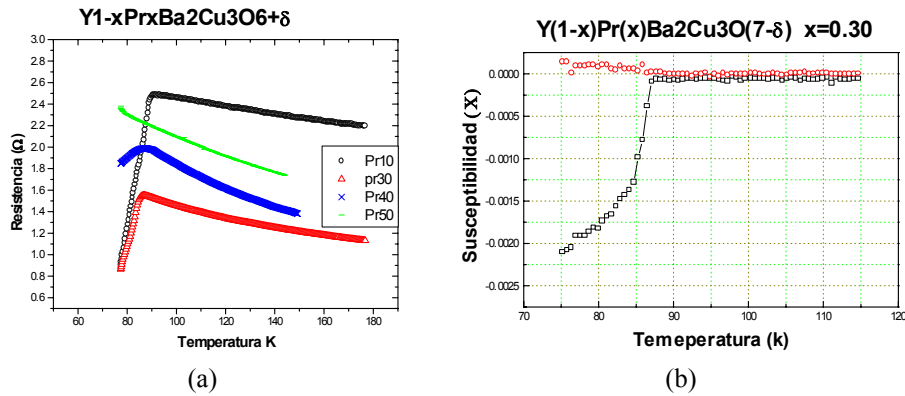 Y1-xPrxBa2Cu3O6+δ
3.0
2.8
2.6
2.4
2.2
2.0
1.8
1.6
1.4
1.2
1.0
0.8
0.6
Resistencia (Ω)
Pr10
pr30
Pr40
Pr50
60 80 100 120 140 160 180
Temperatura K
(a)
Y(1-x)Pr(x)Ba2Cu3O(7-δ) x=0.30
0.0000
-0.0005
-0.0010
-0.0015
-0.0020
-0.0025
Susceptibilidad (X)
70 80 90 100 110 120
Temeperatura (k)
(b)